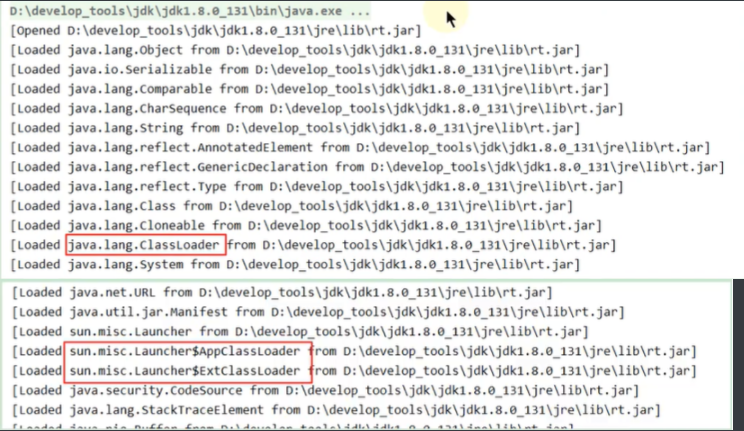 D:\develop_tools\jdk\jdk1.8.0_131\bin\java.exe ...
[Opened D:\develop_tools\jdk\jdk1.8.0_131\jre\lib\rt.jar]
[Loaded java.lang.Object from D:\develop_tools\jdk\jdk1.8.0_131\jre\lib\rt.jar]
[Loaded java.io.Serializable from D:\develop_tools\jdk\jdk1.8.0_131\jre\lib\rt.jar]
[Loaded java.lang.Comparable from D:\develop_tools\jdk\jdk1.8.0_131\jre\lib\rt.jar]
[Loaded java.lang.CharSequence from D:\develop_tools\jdk\jdk1.8.0_131\jre\lib\rt.jar]
[Loaded java.lang.String from D:\develop_tools\jdk\jdk1.8.0_131\jre\lib\rt.jar]
[Loaded java.lang.reflect.AnnotatedElement from D:\develop_tools\jdk\jdk1.8.0_131\jre\lib\rt.jar]
[Loaded java.lang.reflect.GenericDeclaration from D:\develop_tools\jdk\jdk1.8.0_131\jre\lib\rt.jar]
[Loaded java.lang.reflect.Type from D:\develop_tools\jdk\jdk1.8.0_131\jre\lib\rt.jar]
[Loaded java.lang.Class from D:\develop_tools\jdk\jdk1.8.0_131\jre\lib\rt.jar]
[Loaded java.lang.Cloneable from D:\develop_tools\jdk\jdk1.8.0_131\jre\lib\rt.jar]
[Loaded java.lang.ClassLoader from D:\develop_tools\jdk\jdk1.8.0_131\jre\lib\rt.jar]
[Loaded java.lang.System from D:\develop_tools\jdk\jdk1.8.0_131\jre\lib\rt.jar]
[Loaded java.net.URL from D:\develop_tools\jdk\jdk1.8.0_131\jre\lib\rt.jar]
[Loaded java.util.jar.Manifest from D:\develop_tools\jdk\jdk1.8.0_131\jre\lib\rt.jar]
[Loaded sun.misc.Launcher from D:\develop_tools\jdk\jdk1.8.0_131\jre\lib\rt.jar]
[Loaded sun.misc.Launcher$AppClassLoader from D:\develop_tools\jdk\jdk1.8.0_131\jre\lib\rt.jar]
[Loaded sun.misc.Launcher$ExtClassLoader from D:\develop_tools\jdk\jdk1.8.0_131\jre\lib\rt.jar]
[Loaded java.security.CodeSource from D:\develop_tools\jdk\jdk1.8.0_131\jre\lib\rt.jar]
[Loaded java.lang.StackTraceElement from D:\develop_tools\jdk\jdk1.8.0_131\jre\lib\rt.jar]